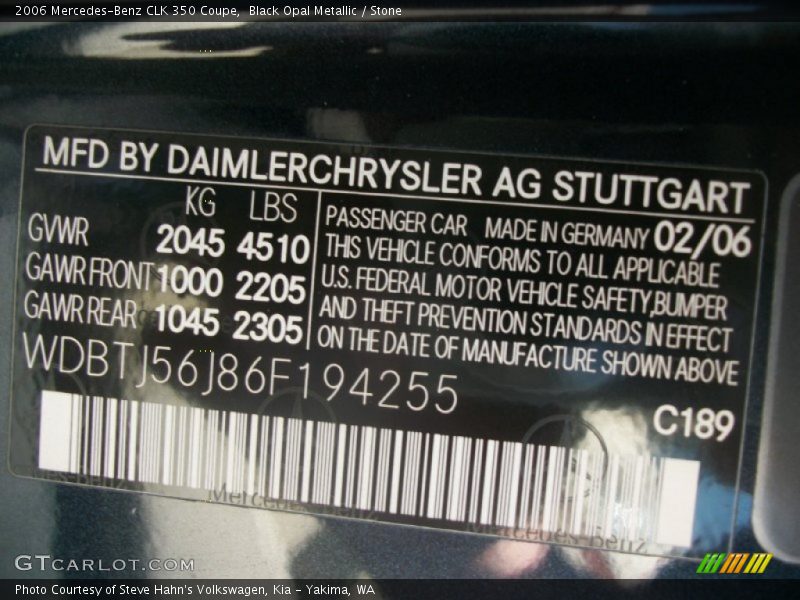 2006 Mercedes-Benz CLK 350 Coupe,  Black Opal Metallic / Stone
MFD BY DAIMLERCHRYSLER AG STUTTGART
KG LBS
GVWR 2045 4510
GAWR FRONT 1000 2205
GAWR REAR 1045 2305
PASSENGER CAR MADE IN GERMANY 02/06
THIS VEHICLE CONFORMS TO ALL APPLICABLE
U.S. FEDERAL MOTOR VEHICLE SAFETY,BUMPER
AND THEFT PREVENTION STANDARDS IN EFFECT
ON THE DATE OF MANUFACTURE SHOWN ABOVE
WDBTJ56J86F194255
C189
Mercedes-Benz
GTCARLOT.COM
Photo Courtesy of Steve Hahn's Volkswagen, Kia - Yakima, WA